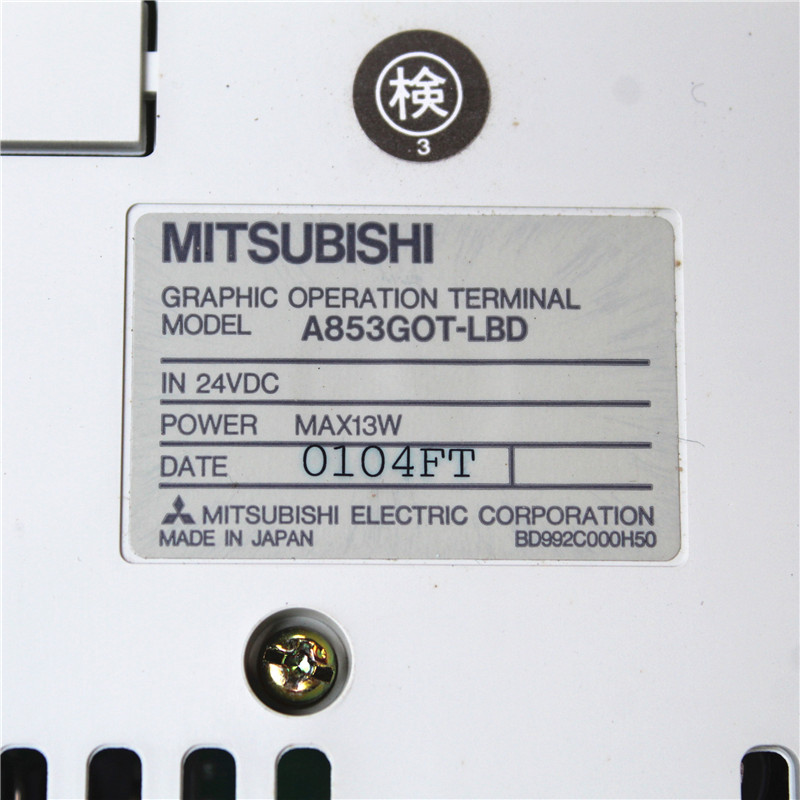 検
3
MITSUBISHI
GRAPHIC OPERATION TERMINAL
MODEL A853GOT-LBD
IN 24VDC
POWER MAX13W
DATE 0104FT
MITSUBISHI ELECTRIC CORPORATION
MADE IN JAPAN BD992C000H50